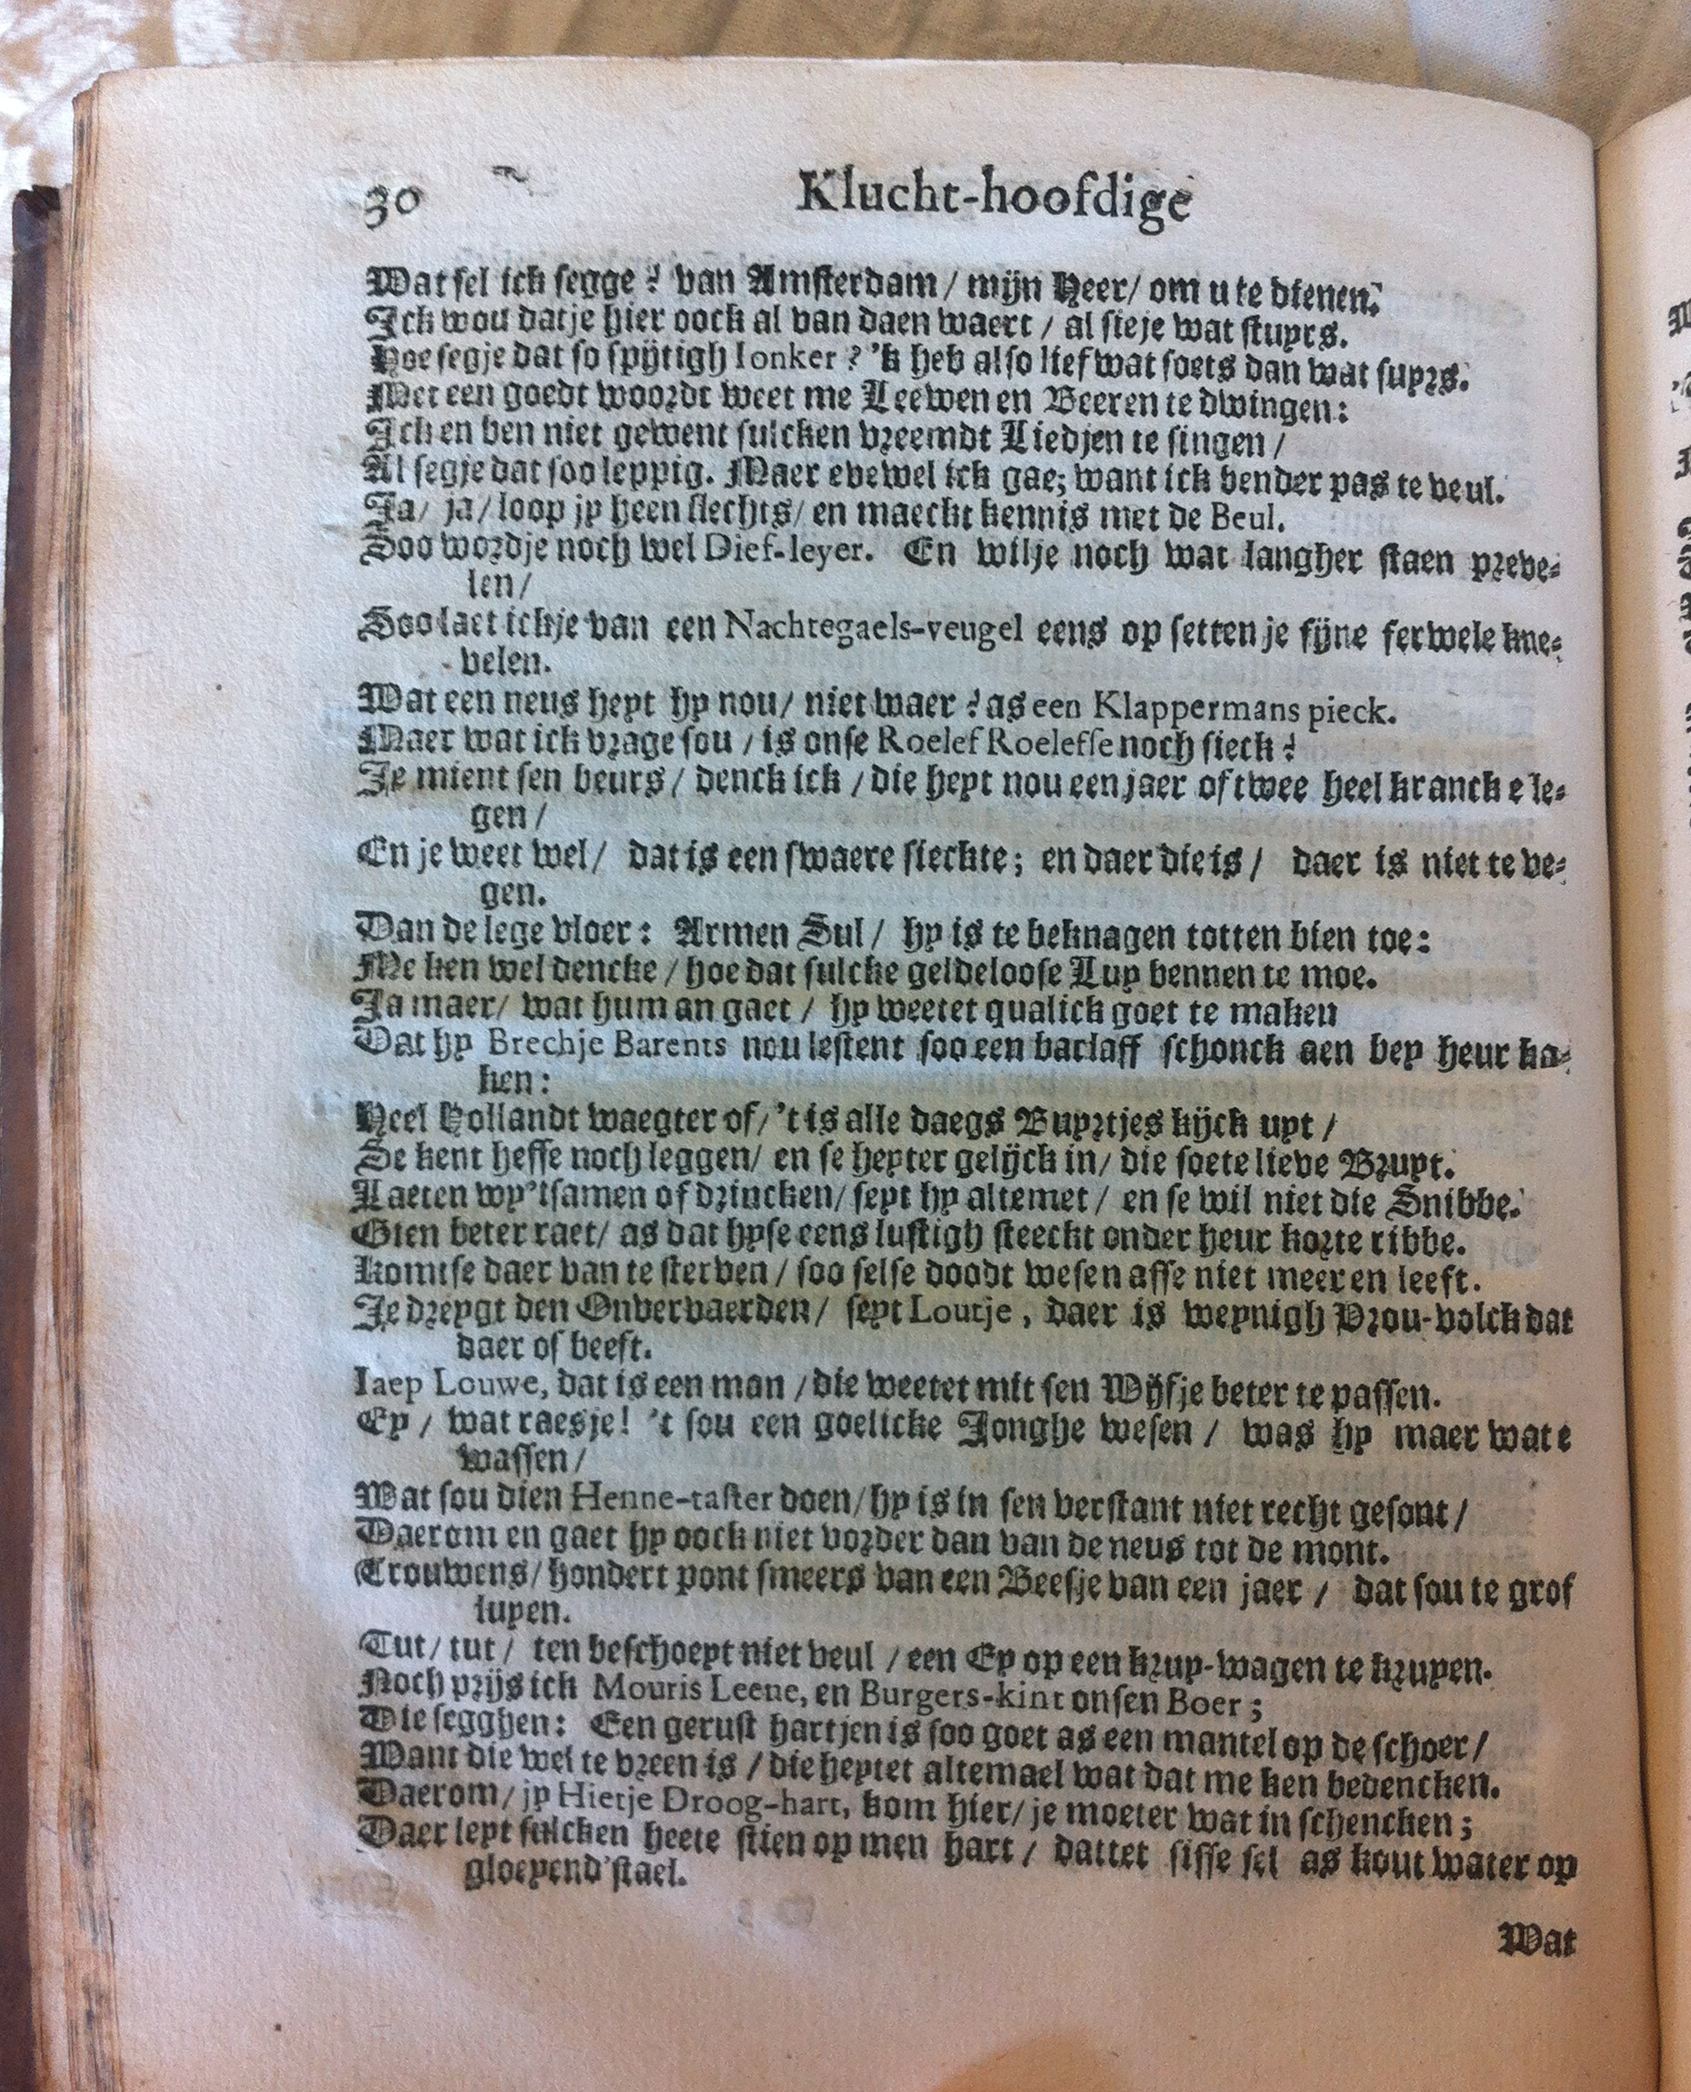 30 Klucht-hoofdige
Wat sel ick segge? van Amsterdam / mijn Heer / om u te dienen.
Ick wou datje hier oock al van daen waert / al sieje wat stuyrs.
Hoe segje dat so spijtigh Ionker? 'k heb also lief wat soets dan wat suyrs.
Met een goedt woordt weet me Leewen en Beeren te dwingen:
Ick en ben niet gewent sulcken vreemdt Liedjen te singen /
Al segje dat soo leppig. Maer evewel ick gae; want ick bender pas te veul.
Ja / ja / loop jy heen slechts / en maeckt kennis met de Beul.
Soo wordje noch wel Dief-leyer. En wilje noch wat langher staen preve-
len /
Soo laet ickje van een Nachtegaels-veugel eens op setten je fijne ferwele kne-
velen.
Wat een neus heyt hy nou / niet waer? as een Klappermans pieck.
Maer wat ick vrage sou / is onse Roelef Roelefse noch sieck?
Je mient sen beurs / denck ick / die heyt nou een jaer of twee heel kranck e le-
gen /
En je weet wel / dat is een swaere sieckte; en daer die is / daer is niet te ve-
gen.
Dan de lege vloer: Armen Sul / hy is te beknagen totten bien toe:
Me ken wel dencke / hoe dat sulcke geldeloose Luy bennen te moe.
Ja maer / wat hum an gaet / hy weetet qualick goet te maken
Dat hy Brechje Barents nou lestent soo een barlaff schonck aen bey heur ka-
ken:
Heel Hollandt waegter of / 't is alle daegs Buyrtjes kijck uyt /
Se kent heffe noch leggen / en se heyter gelijck in / die soete lieve Bruyt.
Laeten wy 'tsamen of drincken / seyt hy altemet / en se wil niet die Snibbe.
Gien beter raet / as dat hyse eens lustigh steeckt onder heur korte ribbe.
Komtse daer van te sterven / soo selse doodt wesen asse niet meer en leeft.
Je dreygt den Onvervaerden / seyt Loutje, daer is weynigh Vrou-volck dat
daer of beeft.
Iaep Louwe, dat is een man / die weetet mit sen Wijfje beter te passen.
Ey / wat raesje! 't sou een goelicke Jonghe wesen / was hy maer wat e
wassen /
Wat sou dien Henne-taster doen / hy is in sen verstant niet recht gesont /
Daerom en gaet hy oock niet vorder dan van de neus tot de mont.
Trouwens / hondert pont smeers van een Beesje van een jaer / dat sou te grof
luyen.
Tut / tut / ten beschoeyt niet veul / een Ey op een kruy-wagen te kruyen.
Noch prijs ick Mouris Leene, en Burgers-kint onsen Boer;
Die segghen: Een gerust hartjen is soo goet as een mantel op de schoer /
Want die wel te vreen is / die heytet altemael wat dat me ken bedencken.
Daerom / jy Hietje Droog-hart, kom hier / je moeter wat in schencken;
Daer leyt sulcken heete stien op men hart / dattet sisse sel as kout water op
gloeyend' stael.
Wat